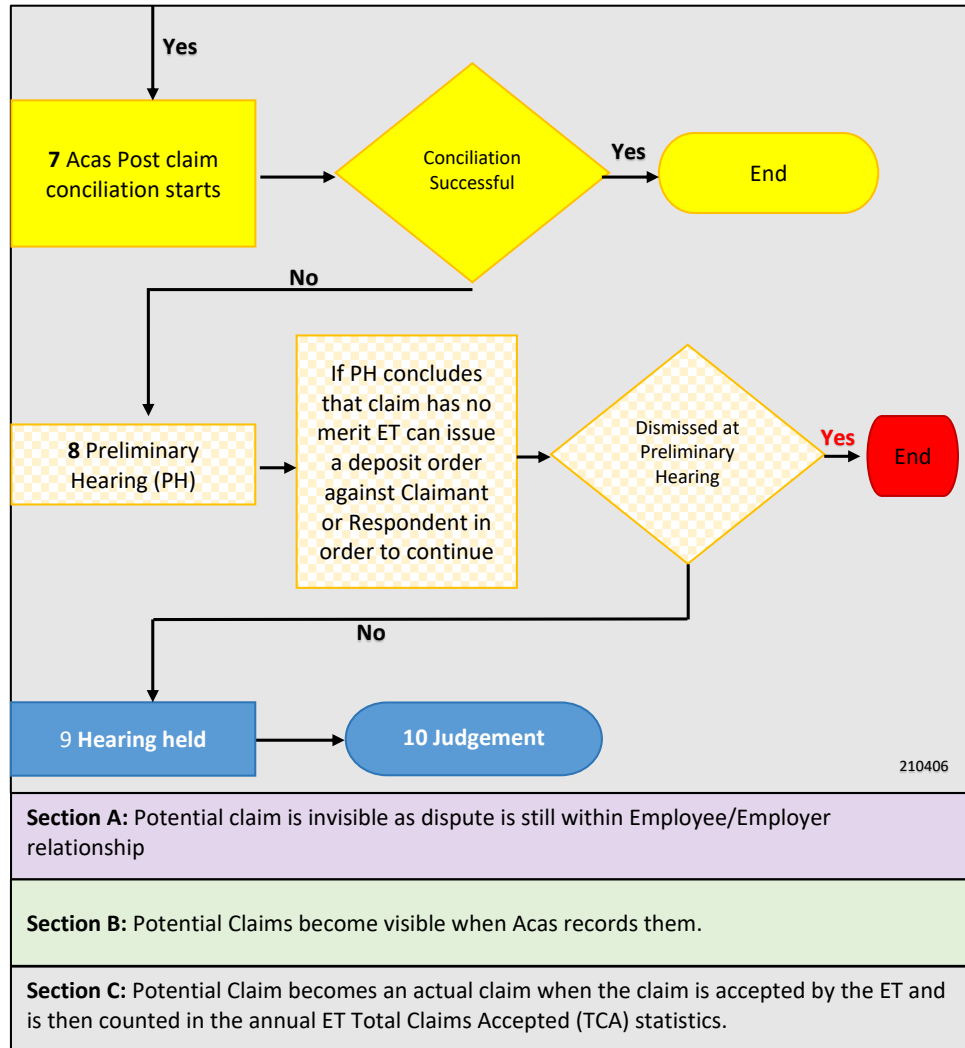 Yes
7 Acas Post claim
conciliation starts
Conciliation
Successful
Yes
End
No
8 Preliminary
Hearing (PH)
If PH concludes
that claim has no
merit ET can issue
a deposit order
against Claimant
or Respondent in
order to continue
Dismissed at
Preliminary
Hearing
Yes
End
No
9 Hearing held
10 Judgement
210406
Section A: Potential claim is invisible as dispute is still within Employee/Employer
relationship
Section B: Potential Claims become visible when Acas records them.
Section C: Potential Claim becomes an actual claim when the claim is accepted by the ET and
is then counted in the annual ET Total Claims Accepted (TCA) statistics.